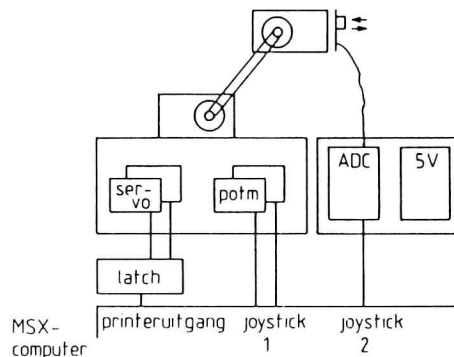 ADC
5V
ser-
vo
potm
latch
MSX-
computer
printeruitgang
joystick
1
joystick
2